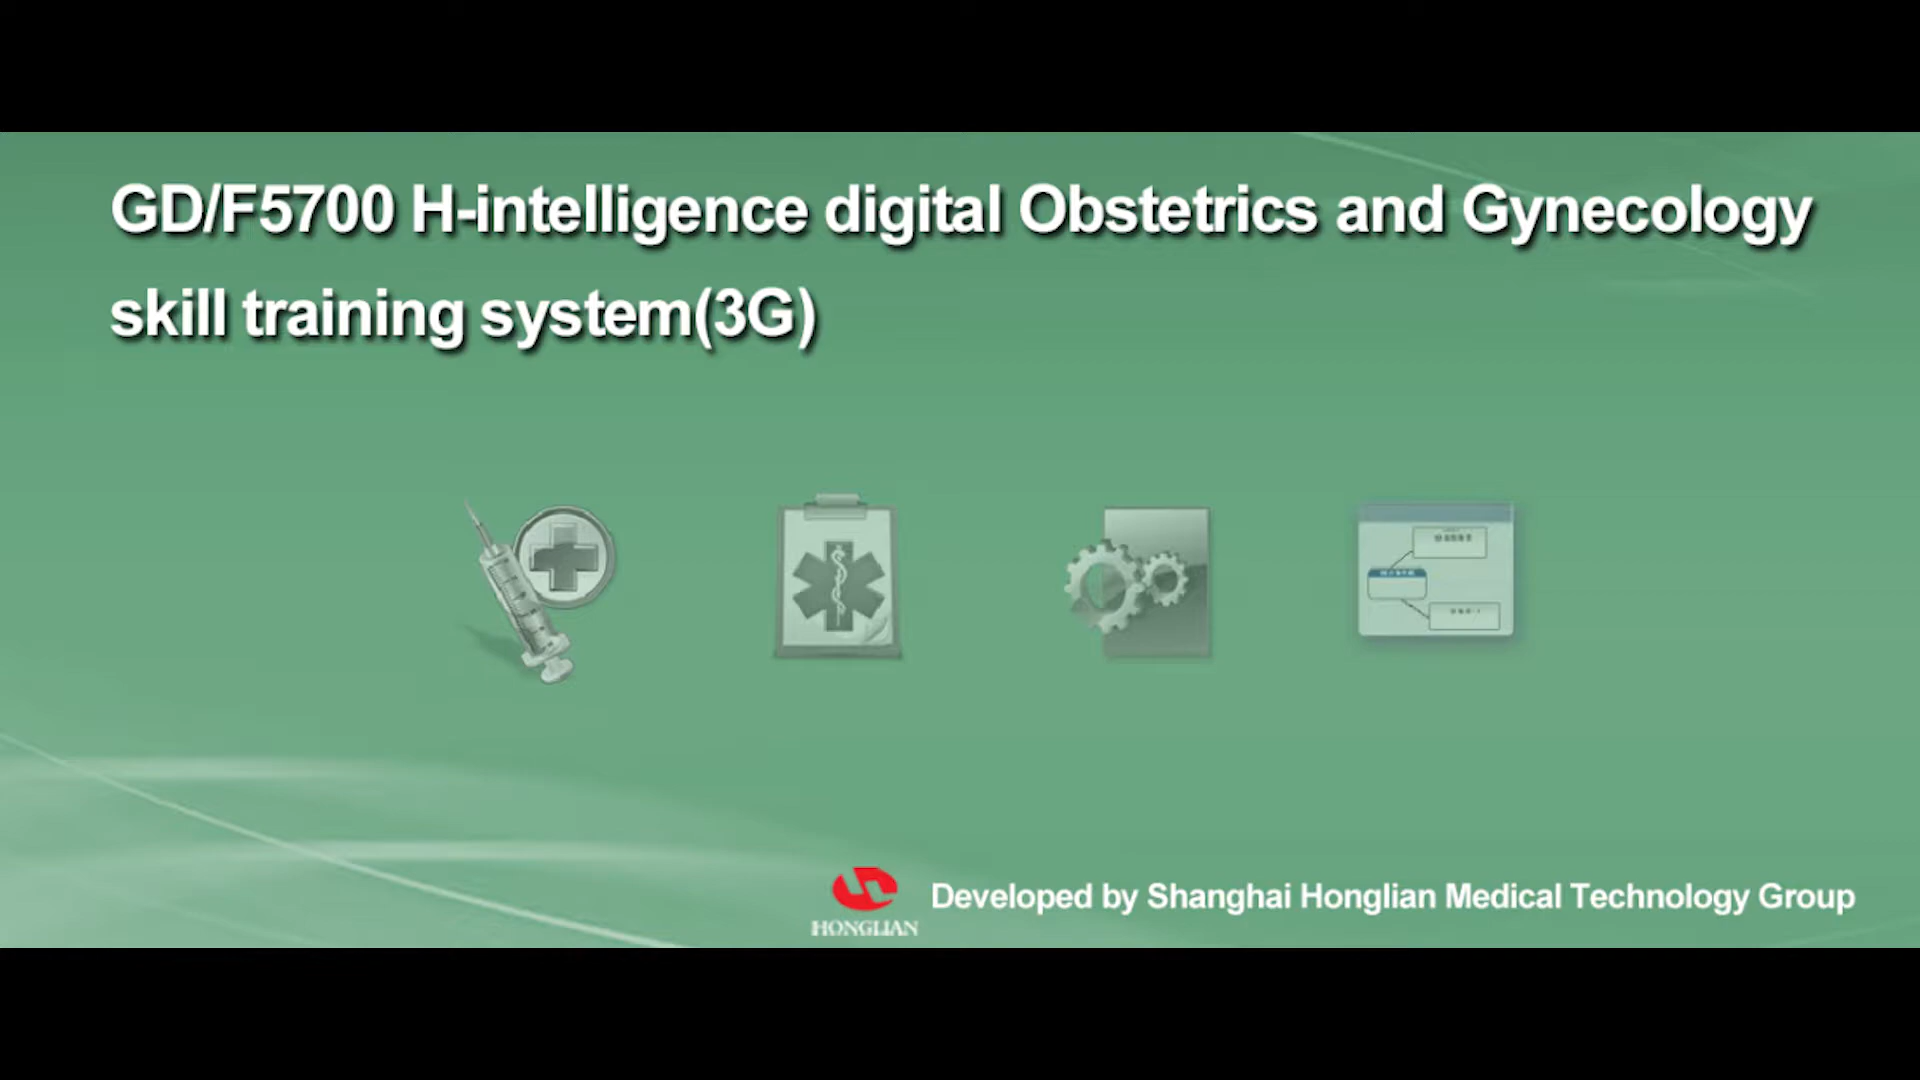 GD/F5700 H-intelligence digital Obstetrics and Gynecology
skill training system(3G)
HONGLIAN
Developed by Shanghai Honglian Medical Technology Group